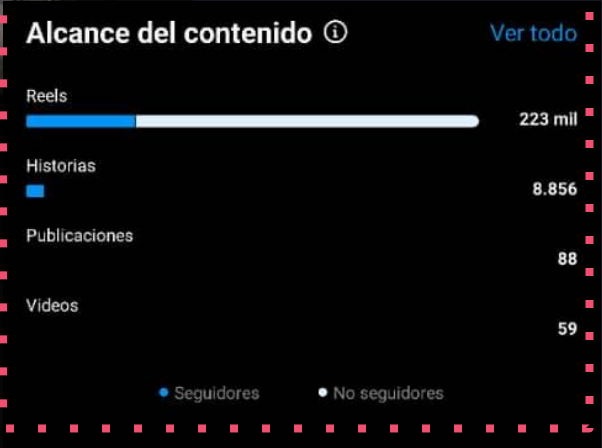 Alcance del contenido
Ver todo
Reels
223 mil
Historias
8.856
Publicaciones
88
Videos
59
Seguidores
No seguidores